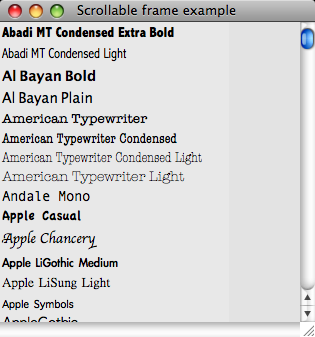 Scrollable frame example
Abadi MT Condensed Extra Bold
Abadi MT Condensed Light
Al Bayan Bold
Al Bayan Plain
American Typewriter
American Typewriter Condensed
American Typewriter Condensed Light
American Typewriter Light
Andale Mono
Apple Casual
Apple Chancery
Apple LiGothic Medium
Apple LiSung Light
Apple Symbols
AppleGothic